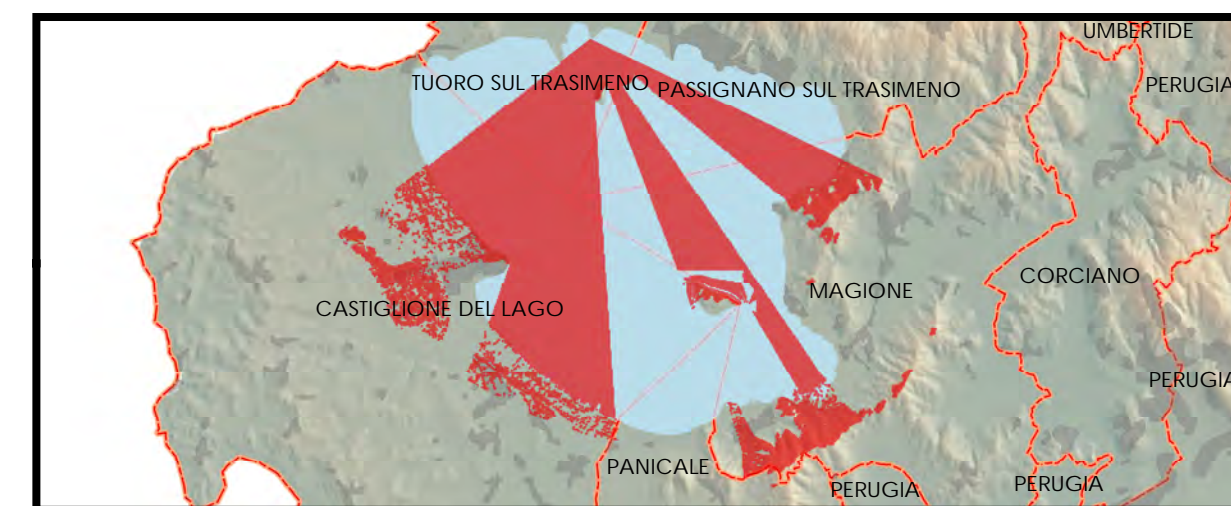 UMBERTIDE
TUORO SUL TRASIMENO
PASSIGNANO SUL TRASIMENO
PERUGIA
CORCIANO
MAGIONE
CASTIGLIONE DEL LAGO
PERUGIA
PANICALE
PERUGIA
PERUGIA